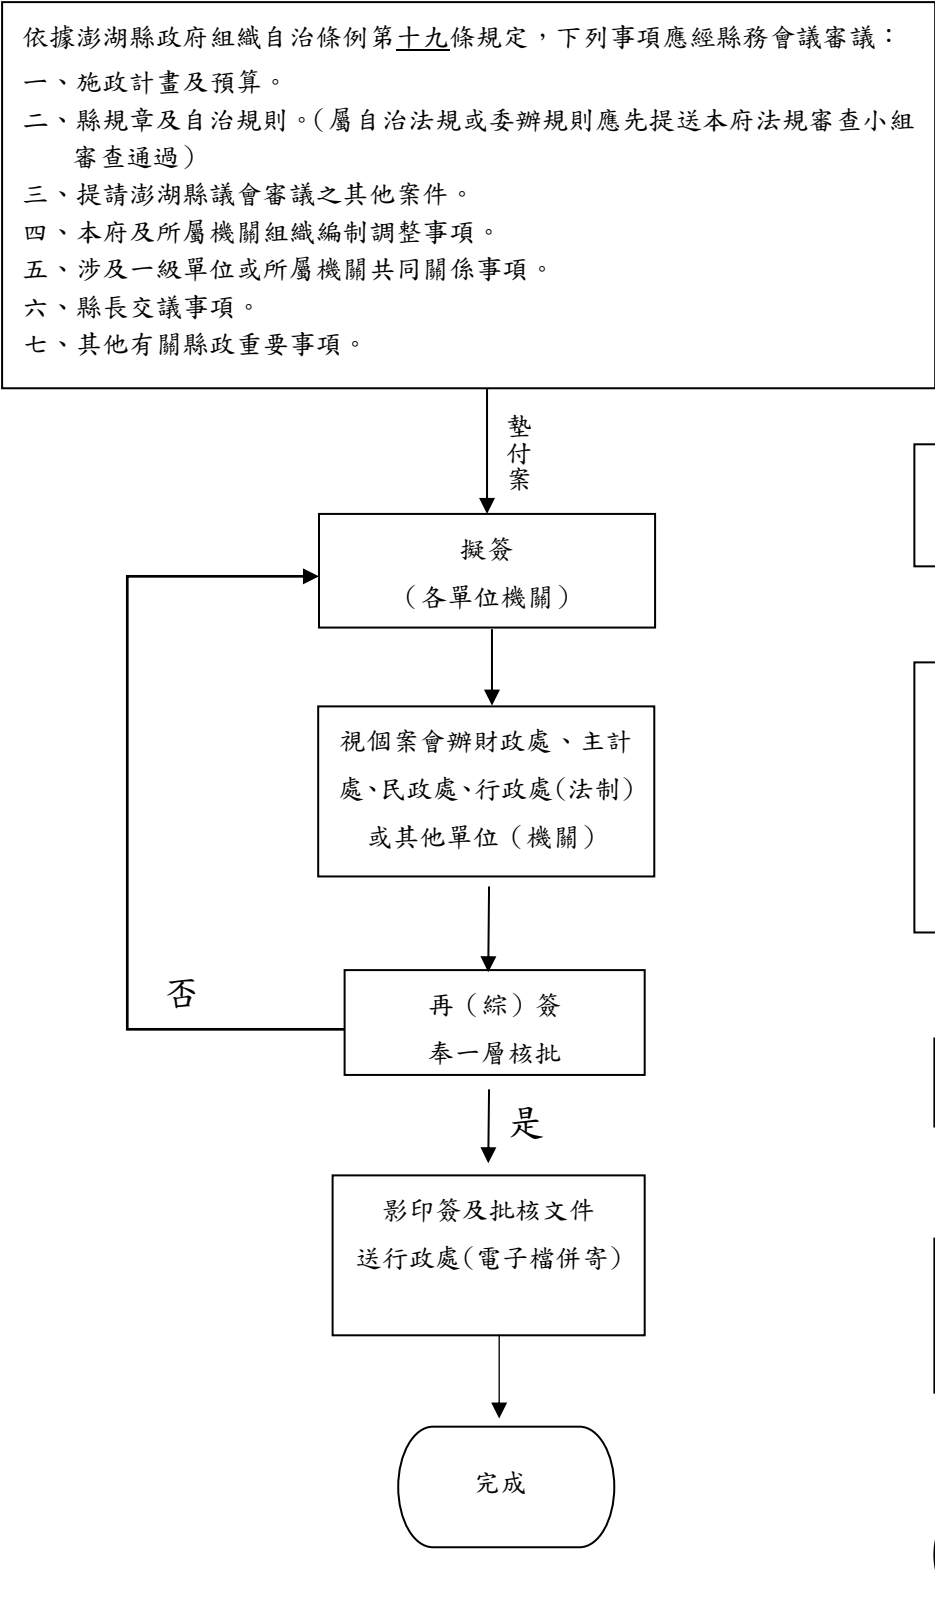 依據澎湖縣政府組織自治條例第十九條規定，下列事項應經縣務會議審議：
一、施政計畫及預算。
二、縣規章及自治規則。(屬自治法規或委辦規則應先提送本府法規審查小組
審查通過)
三、提請澎湖縣議會審議之其他案件。
四、本府及所屬機關組織編制調整事項。
五、涉及一級單位或所屬機關共同關係事項。
六、縣長交議事項。
七、其他有關縣政重要事項。
墊付案
擬簽
（各單位機關）
視個案會辦財政處、主計
處、民政處、行政處(法制)
或其他單位（機關）
否
再（綜）簽
奉一層核批
是
影印簽及批核文件
送行政處(電子檔併寄)
完成